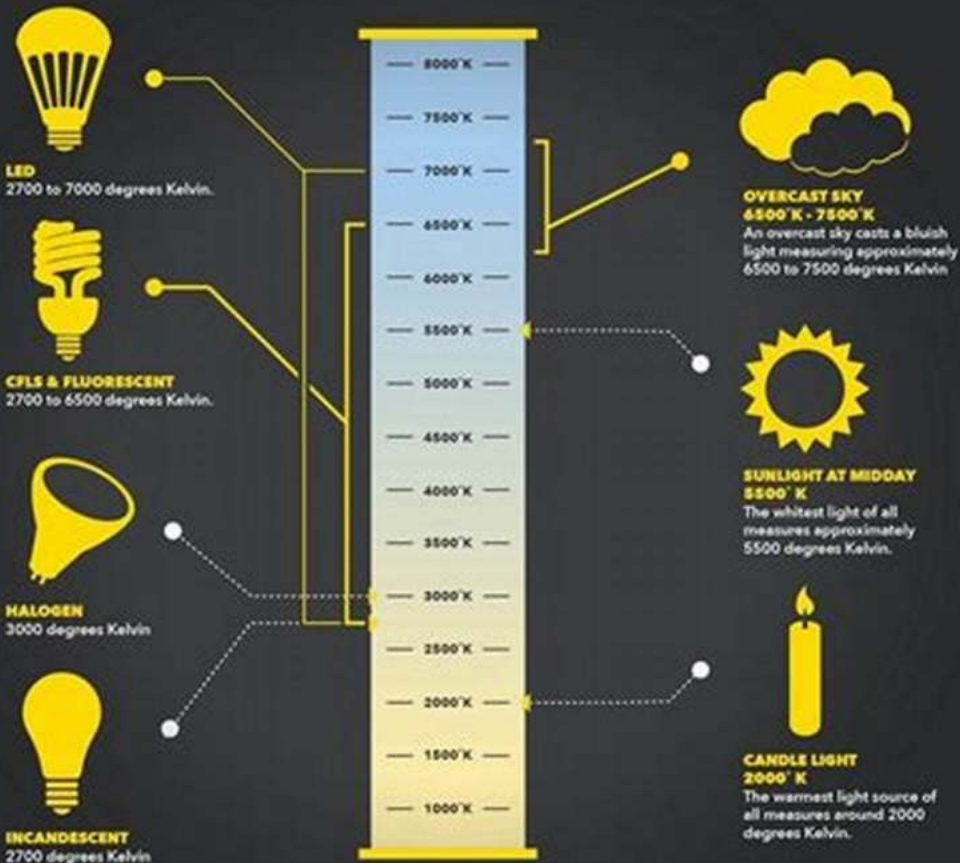 LED
2700 to 7000 degrees Kelvin.
CFLS & FLUORESCENT
2700 to 6500 degrees Kelvin.
HALOGEN
3000 degrees Kelvin
INCANDESCENT
2700 degrees Kelvin
8000°K
7500°K
7000°K
6500°K
6000°K
5500°K
5000°K
4500°K
4000°K
3500°K
3000°K
2500°K
2000°K
1500°K
1000°K
OVERCAST SKY
6500°K - 7500°K
An overcast sky casts a bluish
light measuring approximately
6500 to 7500 degrees Kelvin
SUNLIGHT AT MIDDAY
5500° K
The whitest light of all
measures approximately
5500 degrees Kelvin.
CANDLE LIGHT
2000° K
The warmest light source of
all measures around 2000
degrees Kelvin.